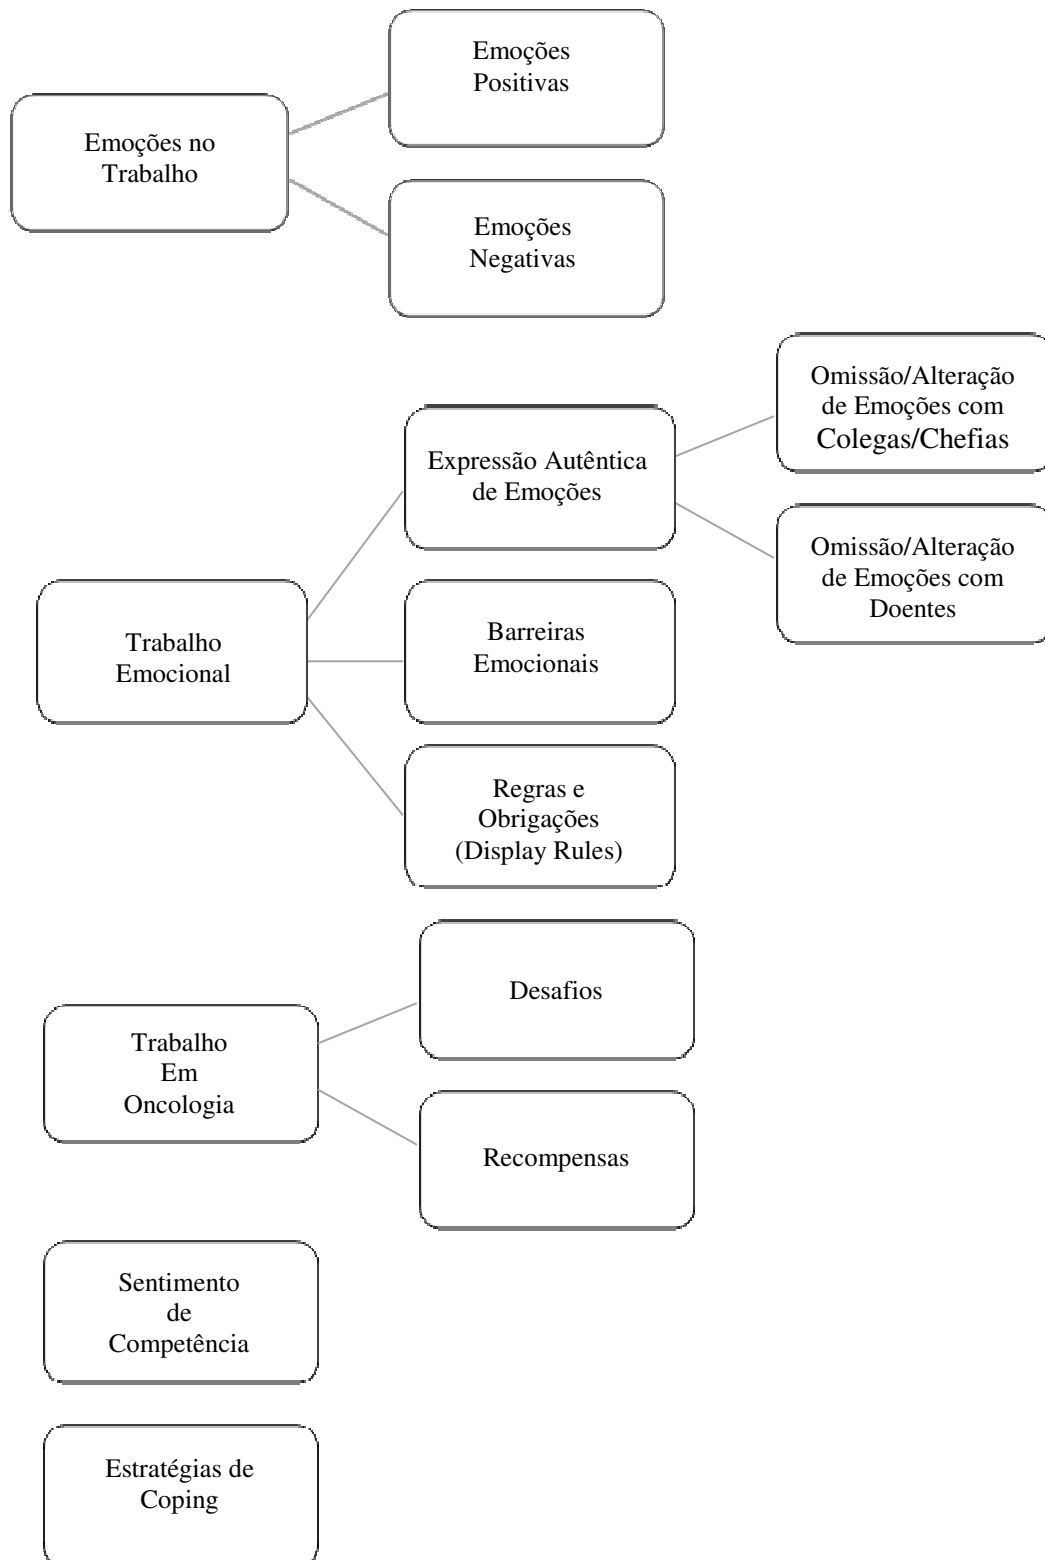 Emoções
Positivas
Emoções no
Trabalho
Emoções
Negativas
Omissão/Alteração
de Emoções com
Colegas/Chefias
Expressão Autêntica
de Emoções
Omissão/Alteração
de Emoções com
Doentes
Trabalho
Emocional
Barreiras
Emocionais
Regras e
Obrigações
(Display Rules)
Desafios
Trabalho
Em
Oncologia
Recompensas
Sentimento
de
Competência
Estratégias de
Coping